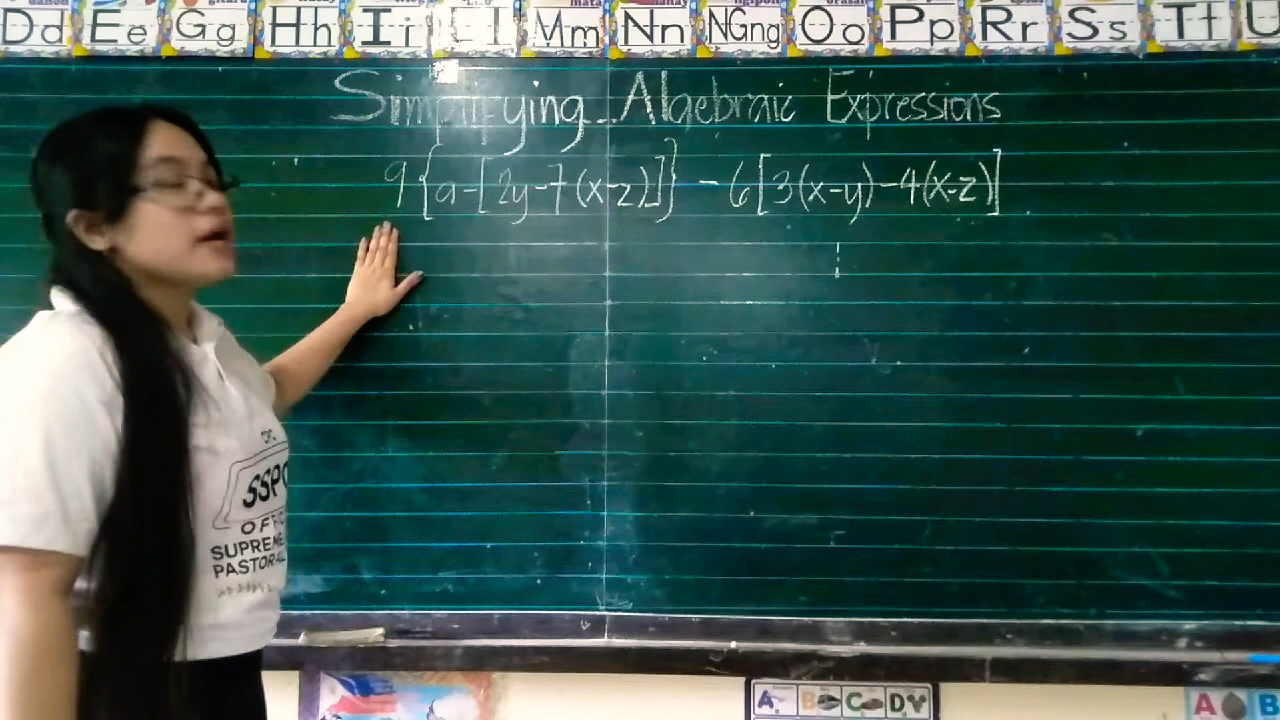 Dd Ee Gg Hh Ii Ll Mm Nn NGng Oo Pp Rr Ss Tt U
Simplifying Algebraic Expressions
9{a-[2y-7(x-z)]} - 6[3(x-y)-4(x-z)]
SSPC
SUPREME
PASTORAL
A B C D
A B